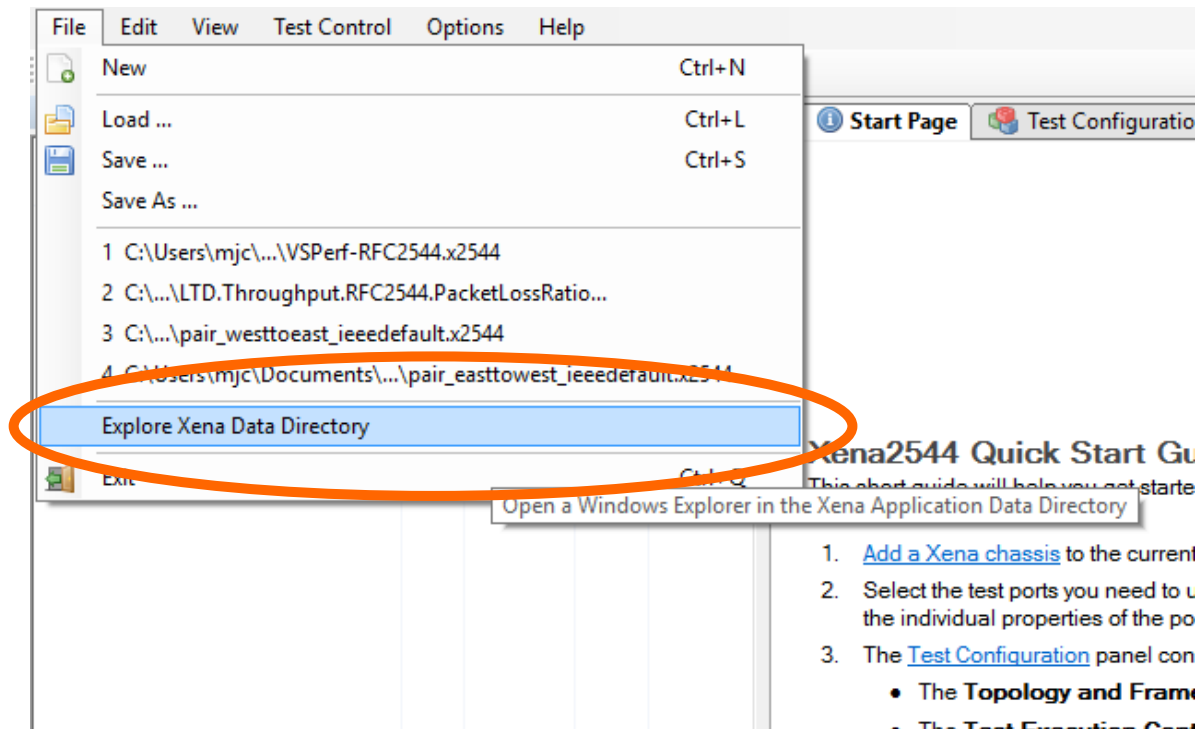 File Edit View Test Control Options Help
New Ctrl+N
Load ... Ctrl+L
Save ... Ctrl+S
Save As ...
1 C:\Users\mjc\...\VSPerf-RFC2544.x2544
2 C:\...\LTD.Throughput.RFC2544.PacketLossRatio...
3 C:\...\pair_westtoeast_ieeedefault.x2544
4 C:\Users\mjc\Documents\...\pair_easttowest_ieeedefault.x2544
Explore Xena Data Directory
Exit Ctrl+Q
Open a Windows Explorer in the Xena Application Data Directory
Start Page Test Configuratio
Xena2544 Quick Start Gu
This short guide will help you get starte
1. Add a Xena chassis to the current
2. Select the test ports you need to u
the individual properties of the po
3. The Test Configuration panel con
• The Topology and Frame
• The Test Execution Cont